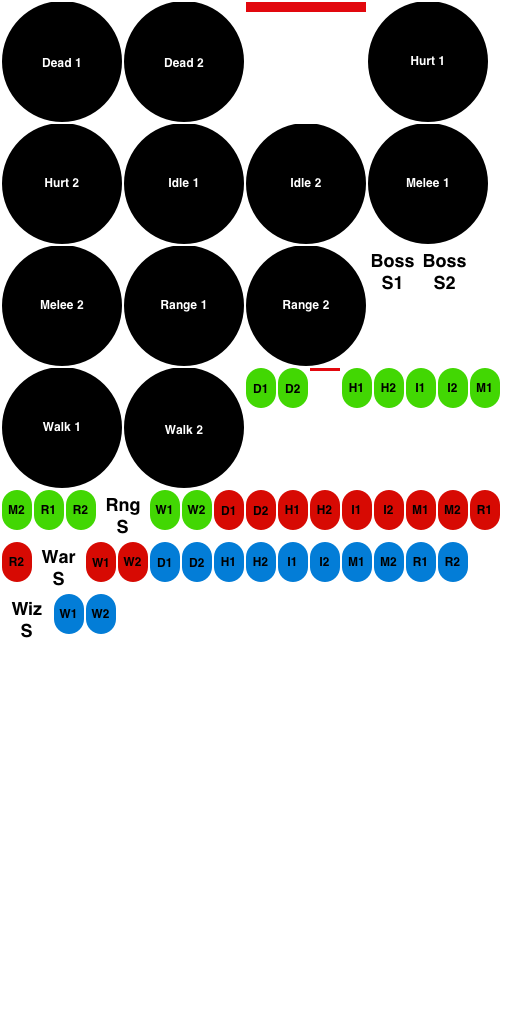 Dead 1 Dead 2 Hurt 1
Hurt 2 Idle 1 Idle 2 Melee 1
Melee 2 Range 1 Range 2
Boss Boss
S1 S2
D1 D2 H1 H2 I1 I2 M1
Walk 1 Walk 2
M2 R1 R2 Rng W1 W2 D1 D2 H1 H2 I1 I2 M1 M2 R1
S
R2 War W1 W2 D1 D2 H1 H2 I1 I2 M1 M2 R1 R2
S
Wiz W1 W2
S